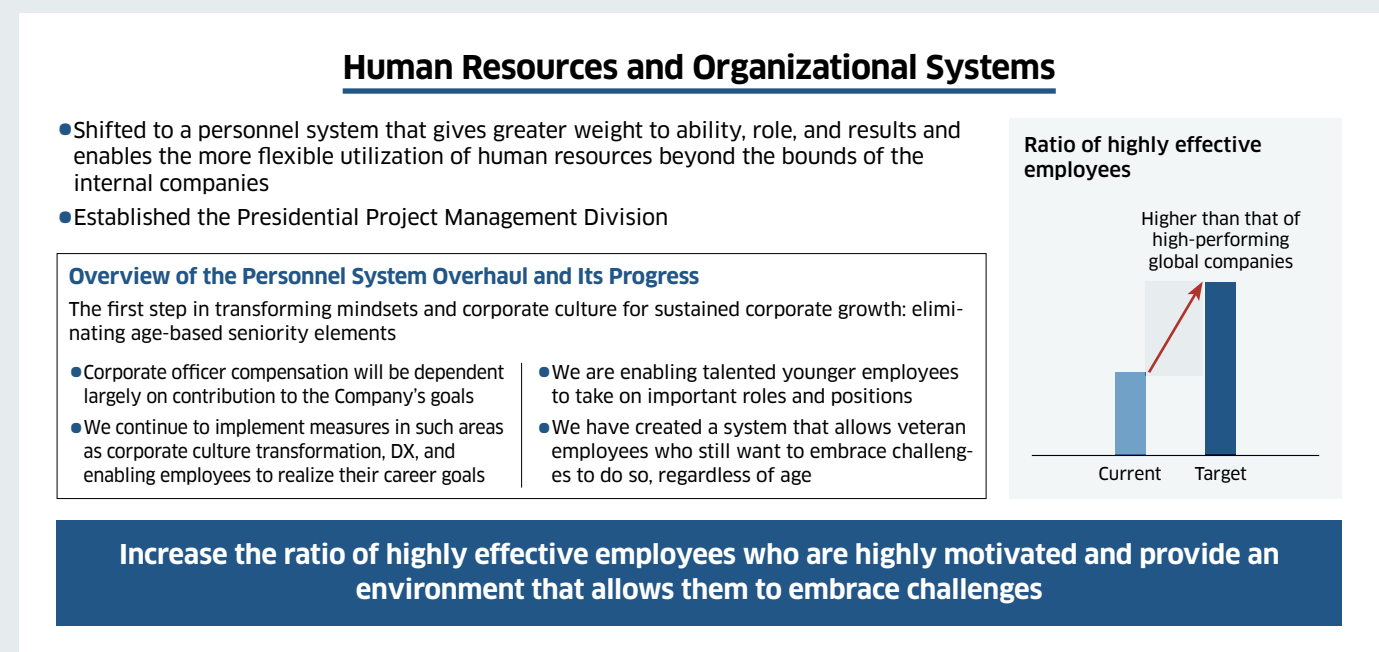 Human Resources and Organizational Systems
●Shifted to a personnel system that gives greater weight to ability, role, and results and
enables the more flexible utilization of human resources beyond the bounds of the
internal companies
●Established the Presidential Project Management Division
Overview of the Personnel System Overhaul and Its Progress
The first step in transforming mindsets and corporate culture for sustained corporate growth: elimi-
nating age-based seniority elements
●Corporate officer compensation will be dependent
largely on contribution to the Company's goals
●We continue to implement measures in such areas
as corporate culture transformation, DX, and
enabling employees to realize their career goals
●We are enabling talented younger employees
to take on important roles and positions
●We have created a system that allows veteran
employees who still want to embrace challeng-
es to do so, regardless of age
Ratio of highly effective
employees
Higher than that of
high-performing
global companies
Current
Target
Increase the ratio of highly effective employees who are highly motivated and provide an
environment that allows them to embrace challenges